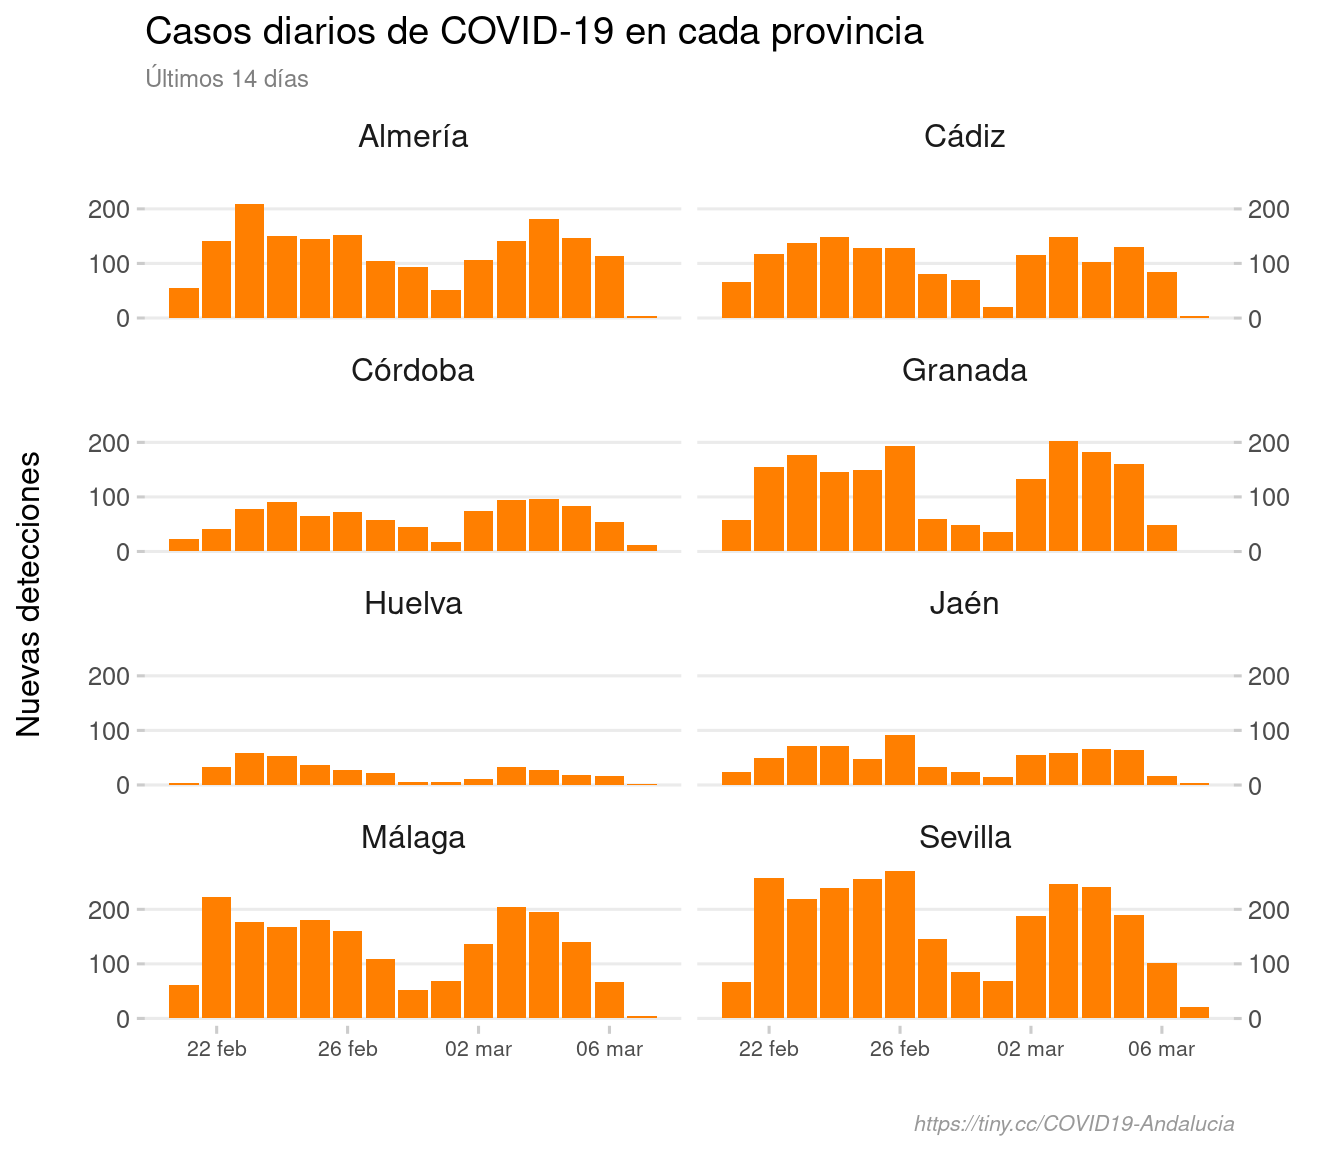 Casos diarios de COVID-19 en cada provincia
Últimos 14 días
Nuevas detecciones
Almería
Cádiz
200
100
0
200
100
0
Córdoba
Granada
200
100
0
200
100
0
Huelva
Jaén
200
100
0
200
100
0
Málaga
Sevilla
200
100
0
200
100
0
22 feb 26 feb 02 mar 06 mar
22 feb 26 feb 02 mar 06 mar
https://tiny.cc/COVID19-Andalucia